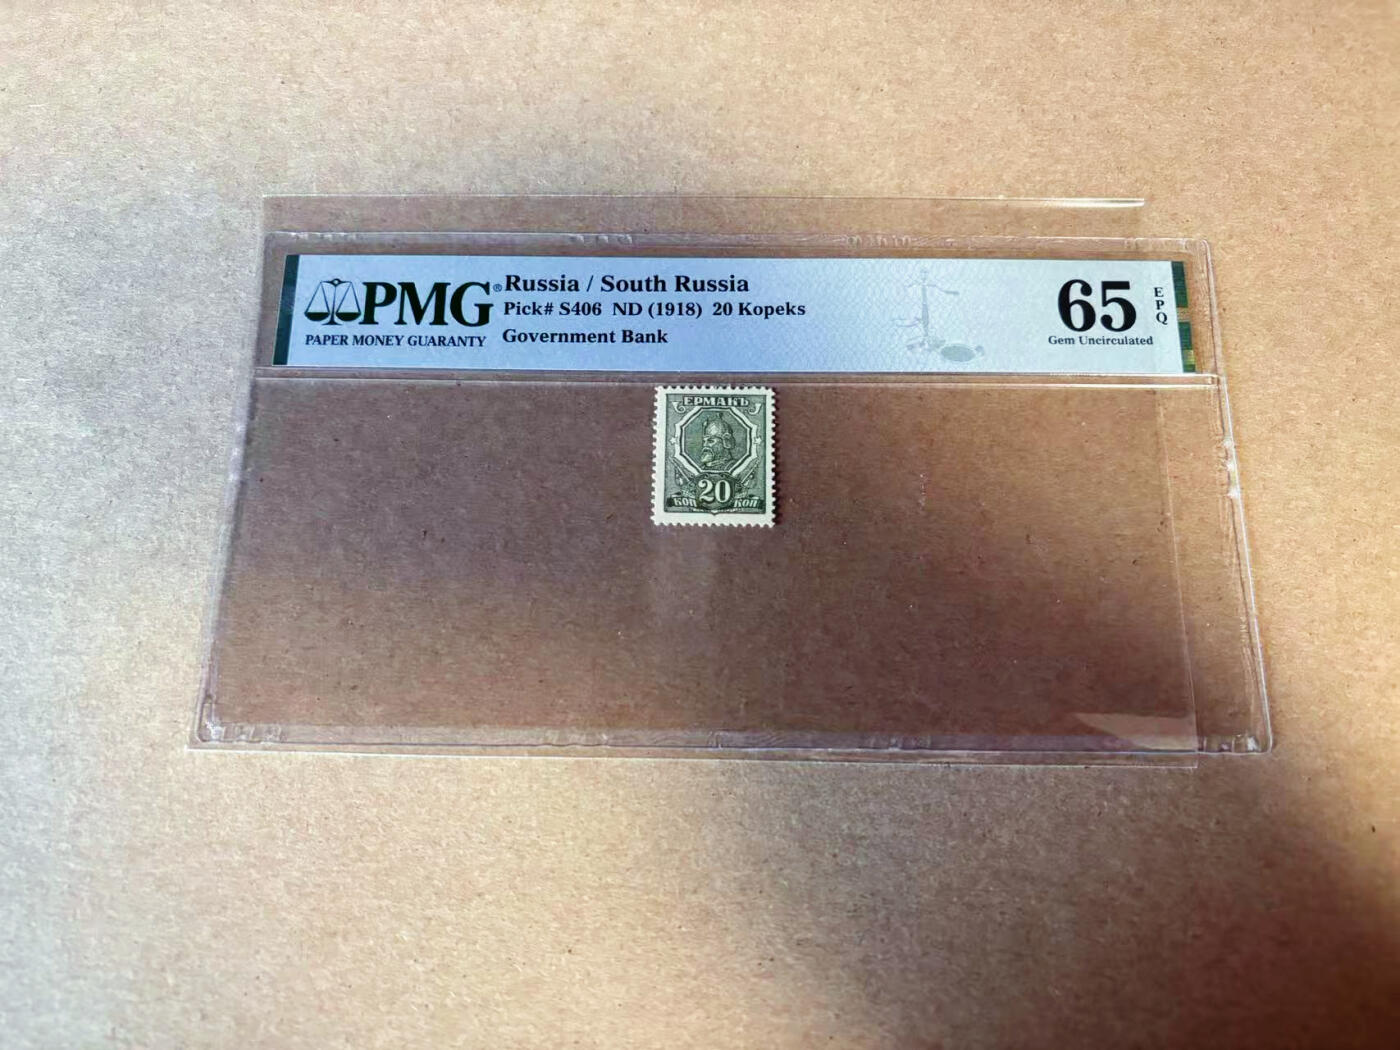 PMG®
PAPER MONEY GUARANTY
Russia / South Russia
Pick# S406 ND (1918) 20 Kopeks
Government Bank
65
EPQ
Gem Uncirculated
ЕРМАКЪ
20
КОП КОП